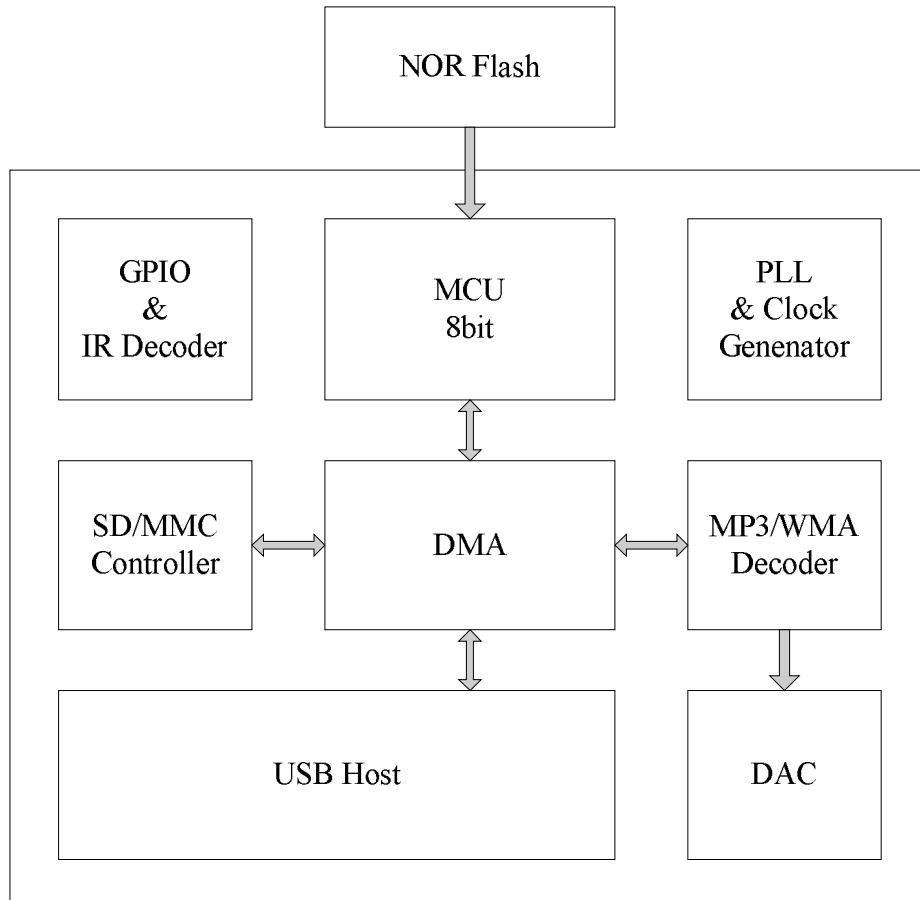 NOR Flash
GPIO
&
IR Decoder
MCU
8bit
PLL
& Clock
Genenator
SD/MMC
Controller
DMA
MP3/WMA
Decoder
USB Host
DAC